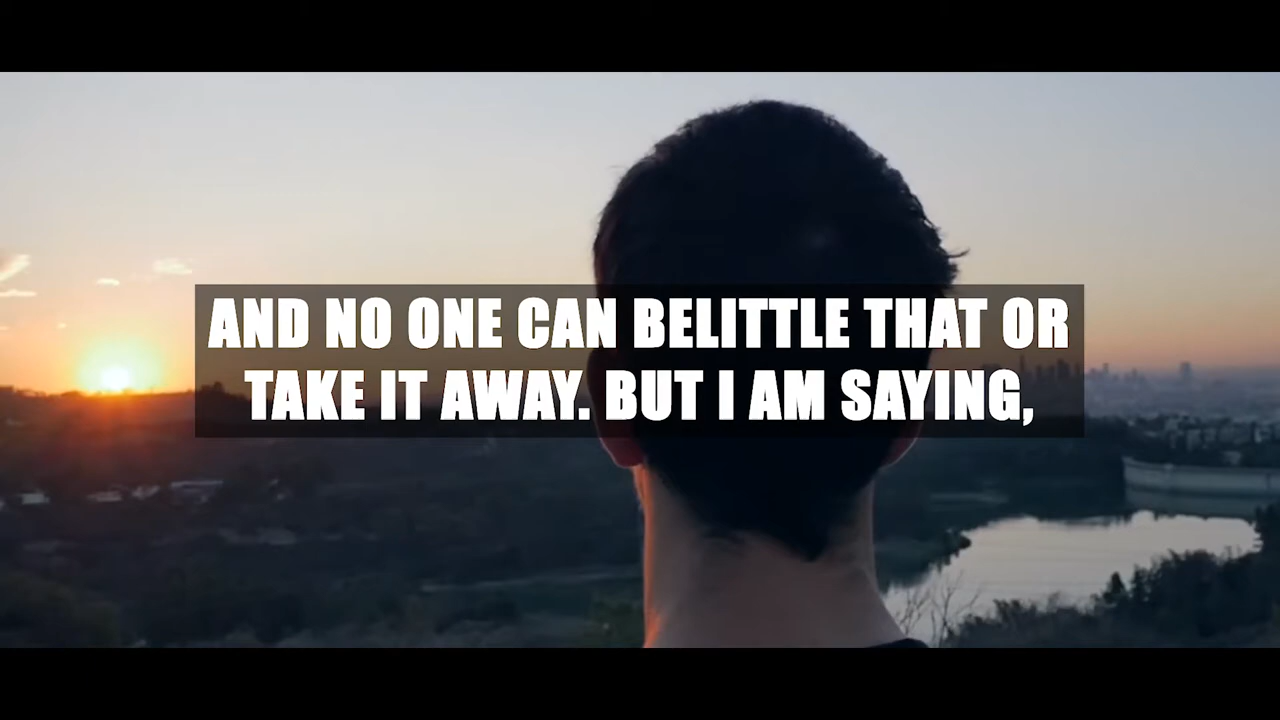 AND NO ONE CAN BELITTLE THAT OR
TAKE IT AWAY. BUT I AM SAYING,